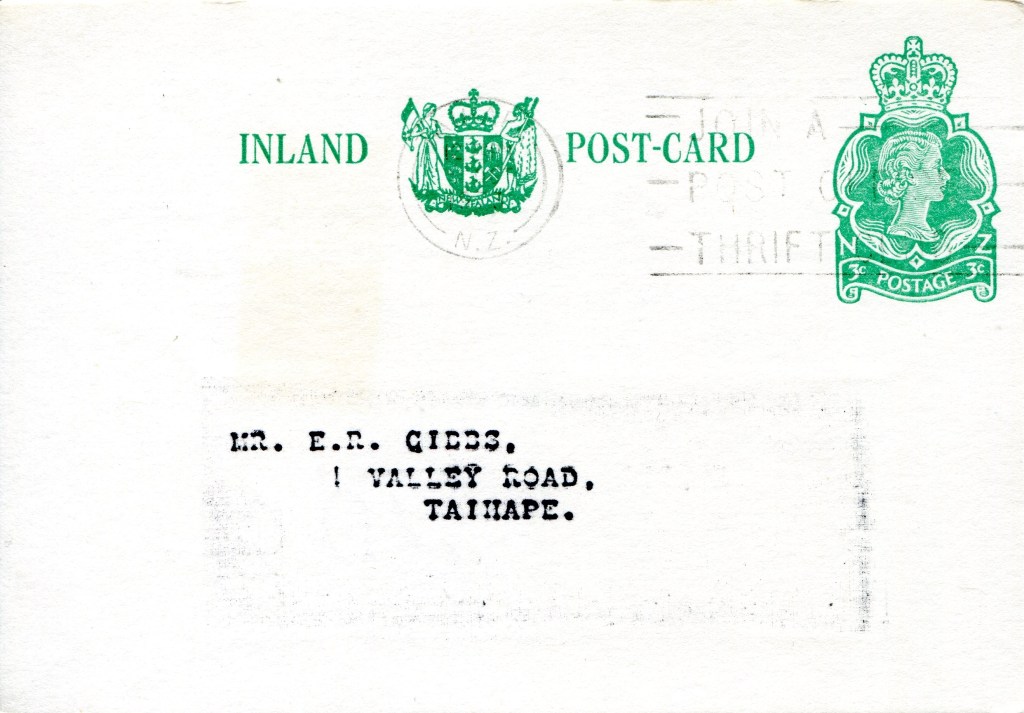 INLAND POST-CARD
NEW ZEALAND
N.Z.
JOIN A
POST
THRIFT
N Z
3c POSTAGE 3c
MR. E.R. GIBBS,
1 VALLEY ROAD,
TAIHAPE.